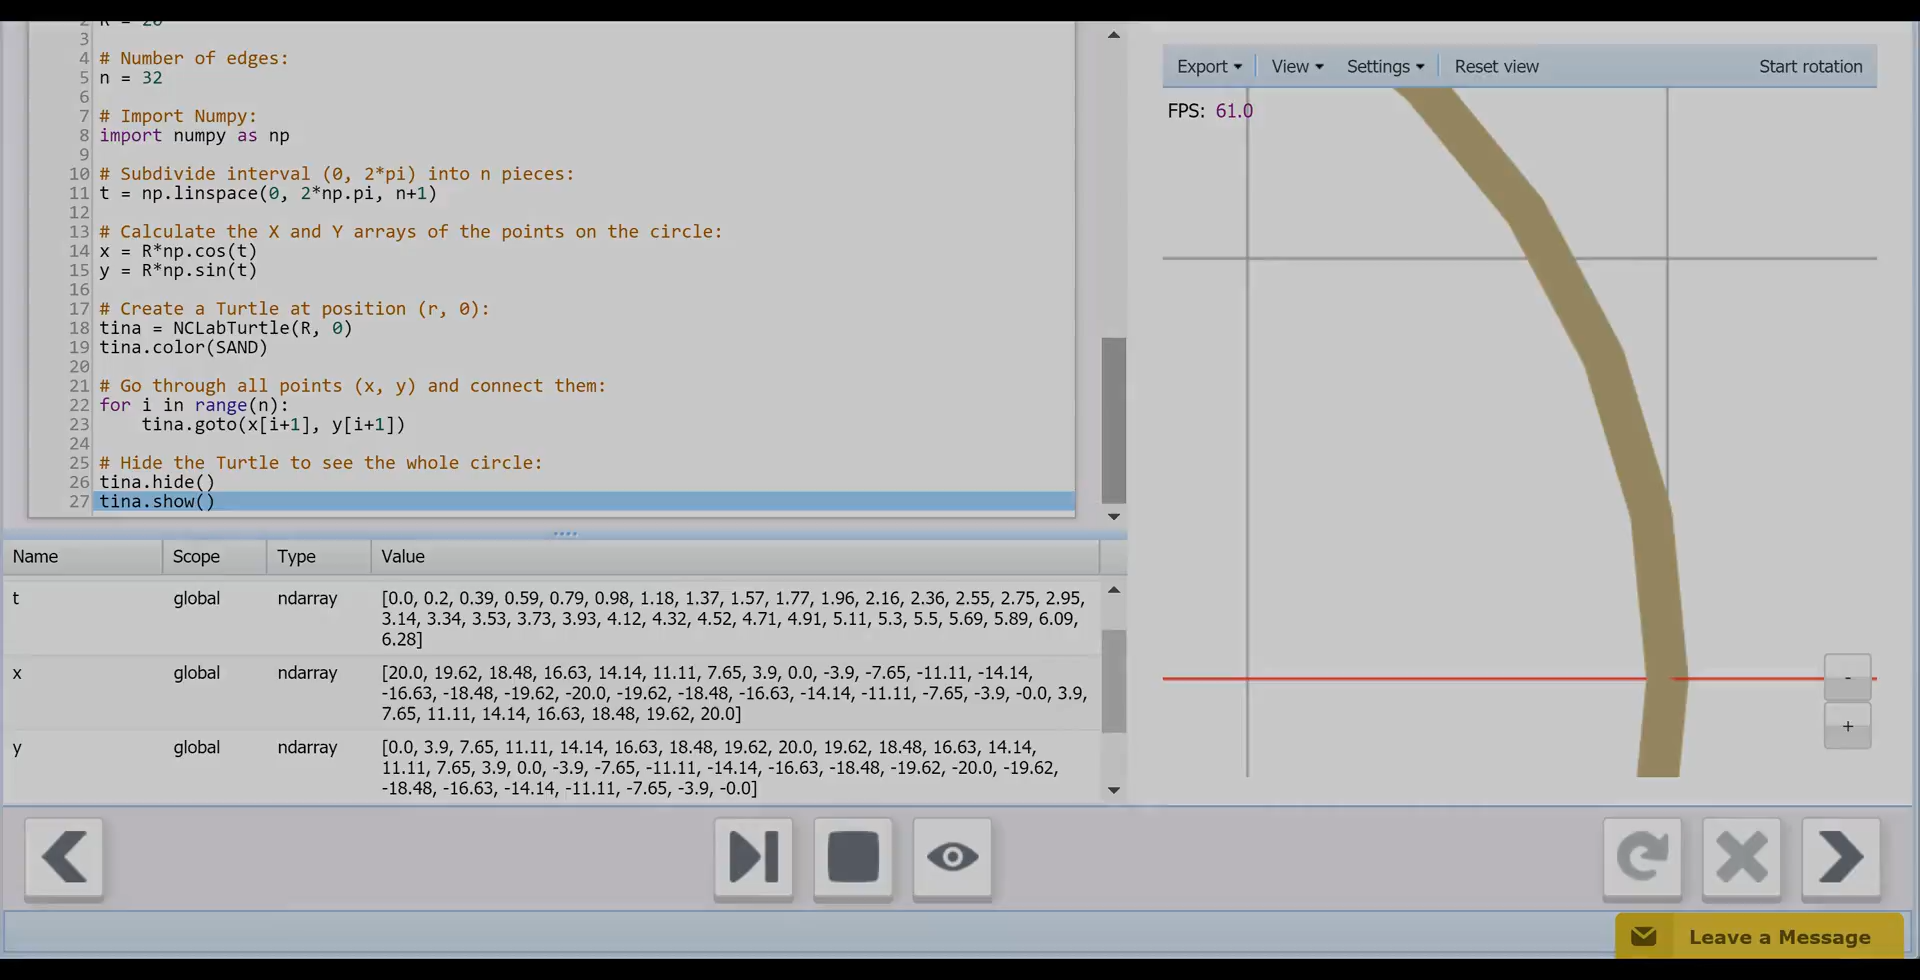 2 R = 20
3
4 # Number of edges:
5 n = 32
6
7 # Import Numpy:
8 import numpy as np
9
10 # Subdivide interval (0, 2*pi) into n pieces:
11 t = np.linspace(0, 2*np.pi, n+1)
12
13 # Calculate the X and Y arrays of the points on the circle:
14 x = R*np.cos(t)
15 y = R*np.sin(t)
16
17 # Create a Turtle at position (r, 0):
18 tina = NCLabTurtle(R, 0)
19 tina.color(SAND)
20
21 # Go through all points (x, y) and connect them:
22 for i in range(n):
23 tina.goto(x[i+1], y[i+1])
24
25 # Hide the Turtle to see the whole circle:
26 tina.hide()
27 tina.show()
Name Scope Type Value
t global ndarray [0.0, 0.2, 0.39, 0.59, 0.79, 0.98, 1.18, 1.37, 1.57, 1.77, 1.96, 2.16, 2.36, 2.55, 2.75, 2.95,
3.14, 3.34, 3.53, 3.73, 3.93, 4.12, 4.32, 4.52, 4.71, 4.91, 5.11, 5.3, 5.5, 5.69, 5.89, 6.09,
6.28]
x global ndarray [20.0, 19.62, 18.48, 16.63, 14.14, 11.11, 7.65, 3.9, 0.0, -3.9, -7.65, -11.11, -14.14,
-16.63, -18.48, -19.62, -20.0, -19.62, -18.48, -16.63, -14.14, -11.11, -7.65, -3.9, -0.0, 3.9,
7.65, 11.11, 14.14, 16.63, 18.48, 19.62, 20.0]
y global ndarray [0.0, 3.9, 7.65, 11.11, 14.14, 16.63, 18.48, 19.62, 20.0, 19.62, 18.48, 16.63, 14.14,
11.11, 7.65, 3.9, 0.0, -3.9, -7.65, -11.11, -14.14, -16.63, -18.48, -19.62, -20.0, -19.62,
-18.48, -16.63, -14.14, -11.11, -7.65, -3.9, -0.0]
Export View Settings Reset view Start rotation
FPS: 61.0
-
+
Leave a Message